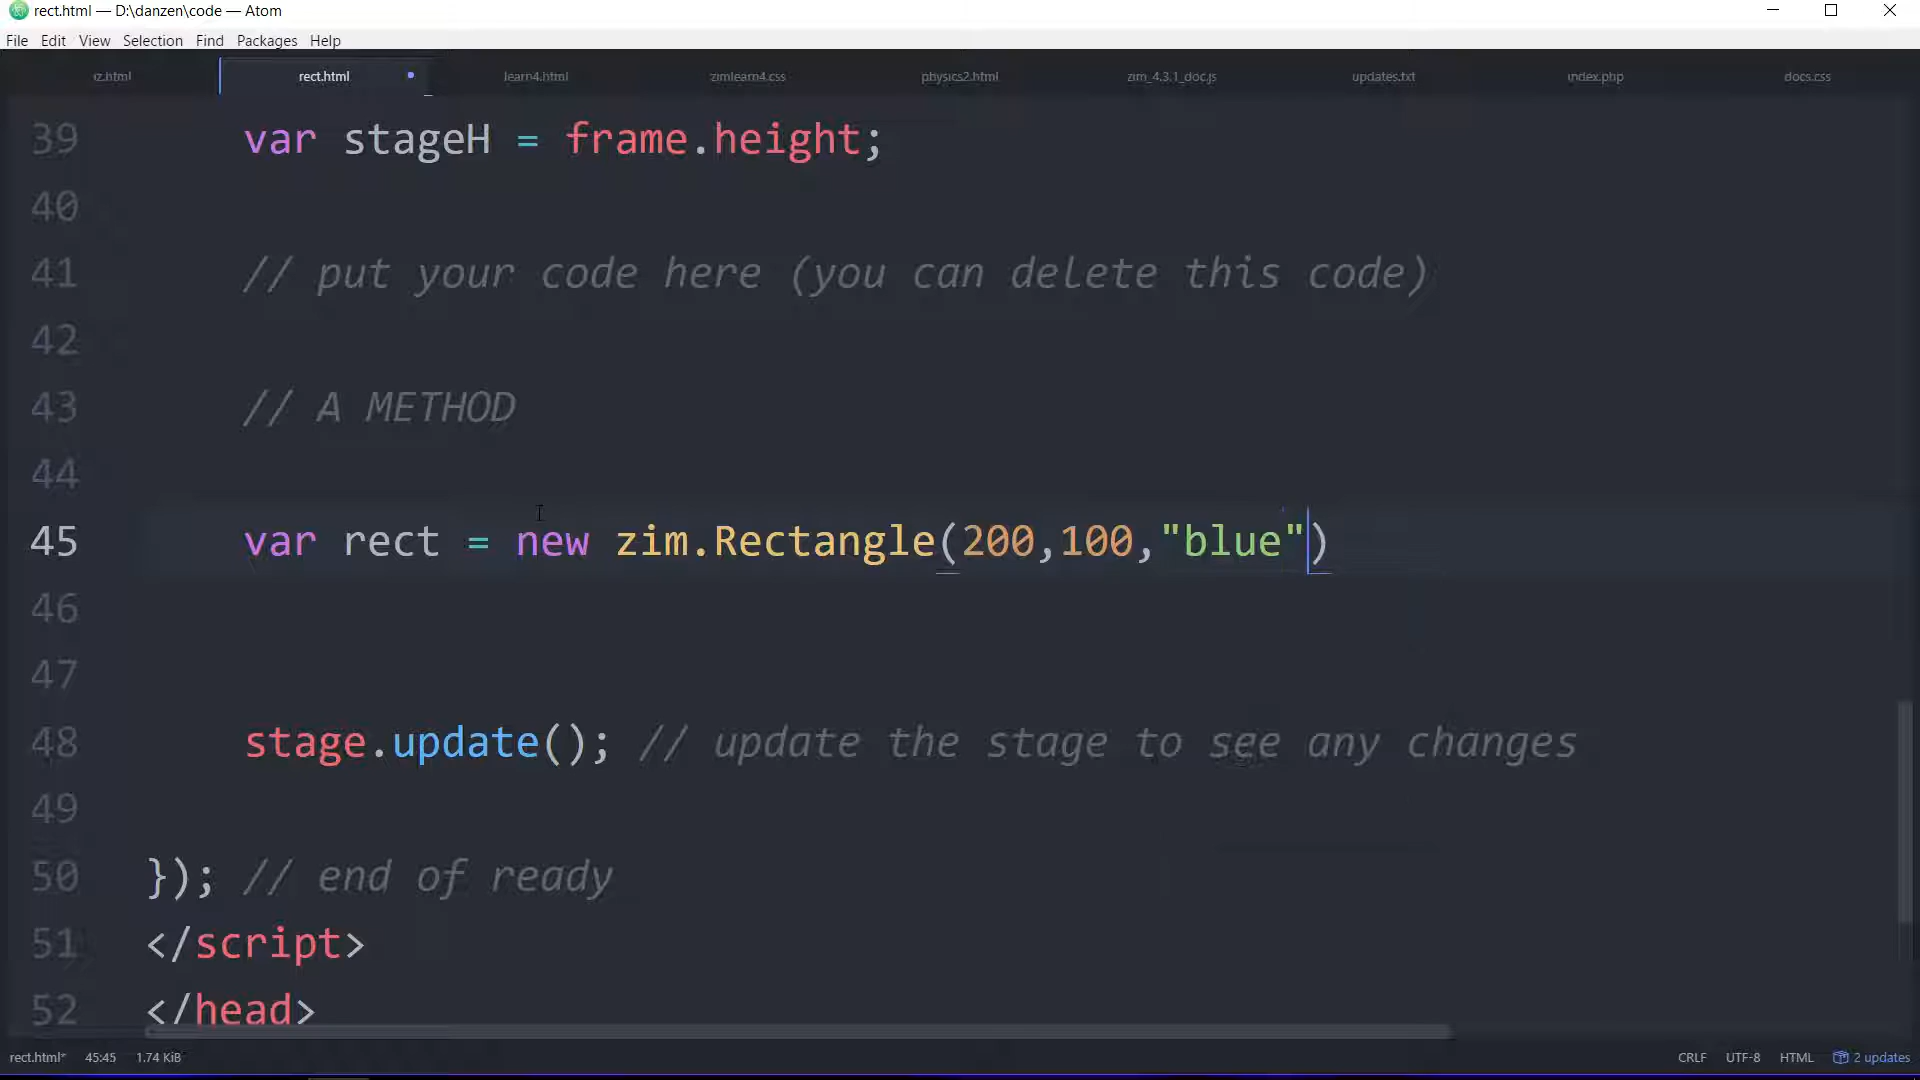 rect.html — D:\danzen\code — Atom
File Edit View Selection Find Packages Help
iz.html rect.html learn4.html zimlearn4.css physics2.html zim_4.3.1_doc.js updates.txt index.php docs.css
39 var stageH = frame.height;
40
41 // put your code here (you can delete this code)
42
43 // A METHOD
44
45 var rect = new zim.Rectangle(200,100,"blue")
46
47
48 stage.update(); // update the stage to see any changes
49
50 }); // end of ready
51 </script>
52 </head>
rect.html* 45:45 1.74 KiB CRLF UTF-8 HTML 2 updates